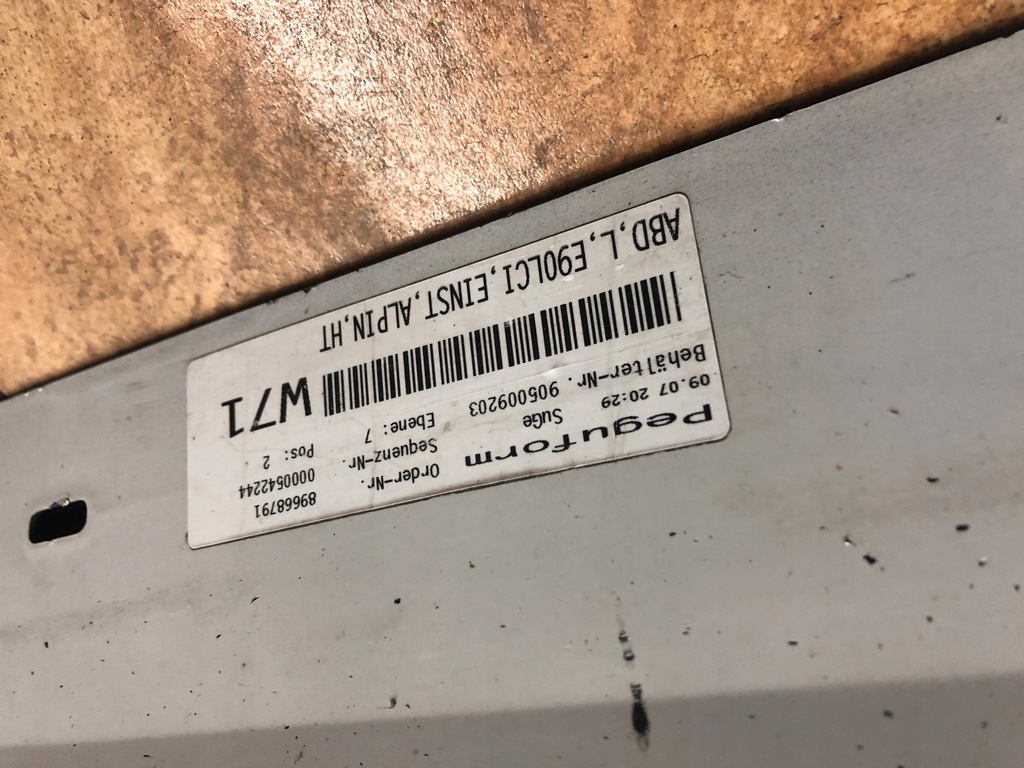 Peguform
Order-Nr. 89668791
09.07 20:29 SuGe Sequenz-Nr. 0000542244
Behälter-Nr. 905009203 Ebene: 7 Pos: 2
W71
ABD,L,E90LCI,EINST,ALPIN,HT